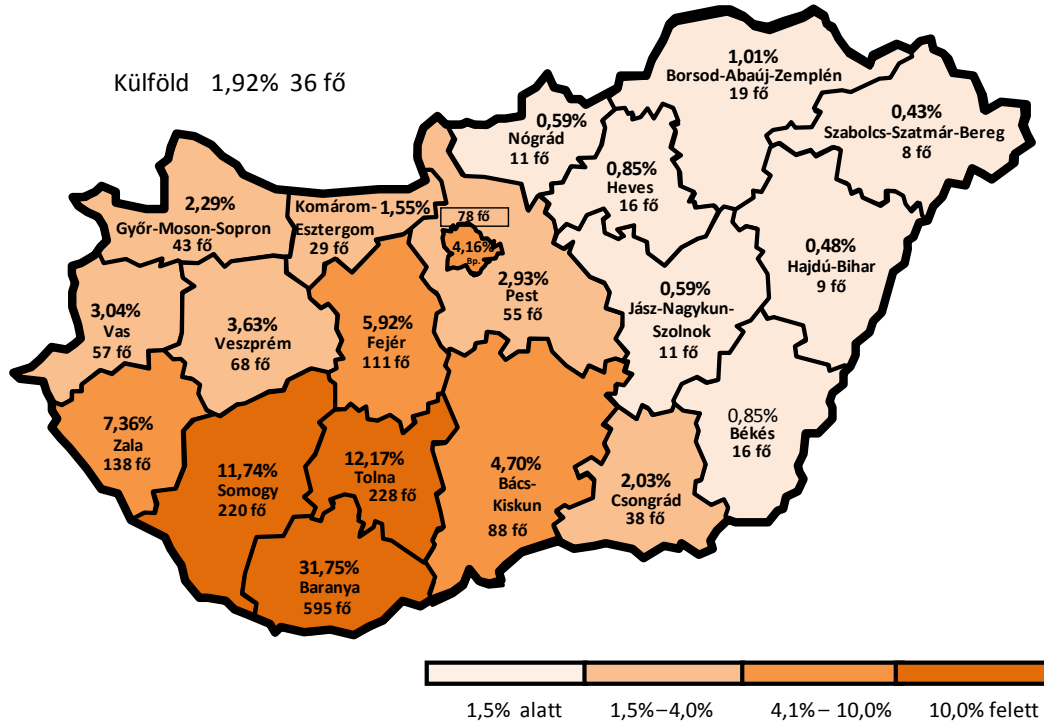 Külföld 1,92% 36 fő
1,01%
Borsod-Abaúj-Zemplén
19 fő
0,59%
Nógrád
11 fő
0,43%
Szabolcs-Szatmár-Bereg
8 fő
0,85%
Heves
16 fő
2,29%
Győr-Moson-Sopron
43 fő
Komárom- 1,55%
Esztergom
29 fő
78 fő
4,16%
Bp.
2,93%
Pest
55 fő
0,48%
Hajdú-Bihar
9 fő
0,59%
Jász-Nagykun-
Szolnok
11 fő
3,04%
Vas
57 fő
3,63%
Veszprém
68 fő
5,92%
Fejér
111 fő
7,36%
Zala
138 fő
11,74%
Somogy
220 fő
12,17%
Tolna
228 fő
4,70%
Bács-
Kiskun
88 fő
2,03%
Csongrád
38 fő
0,85%
Békés
16 fő
31,75%
Baranya
595 fő
1,5% alatt 1,5%–4,0% 4,1%– 10,0% 10,0% felett